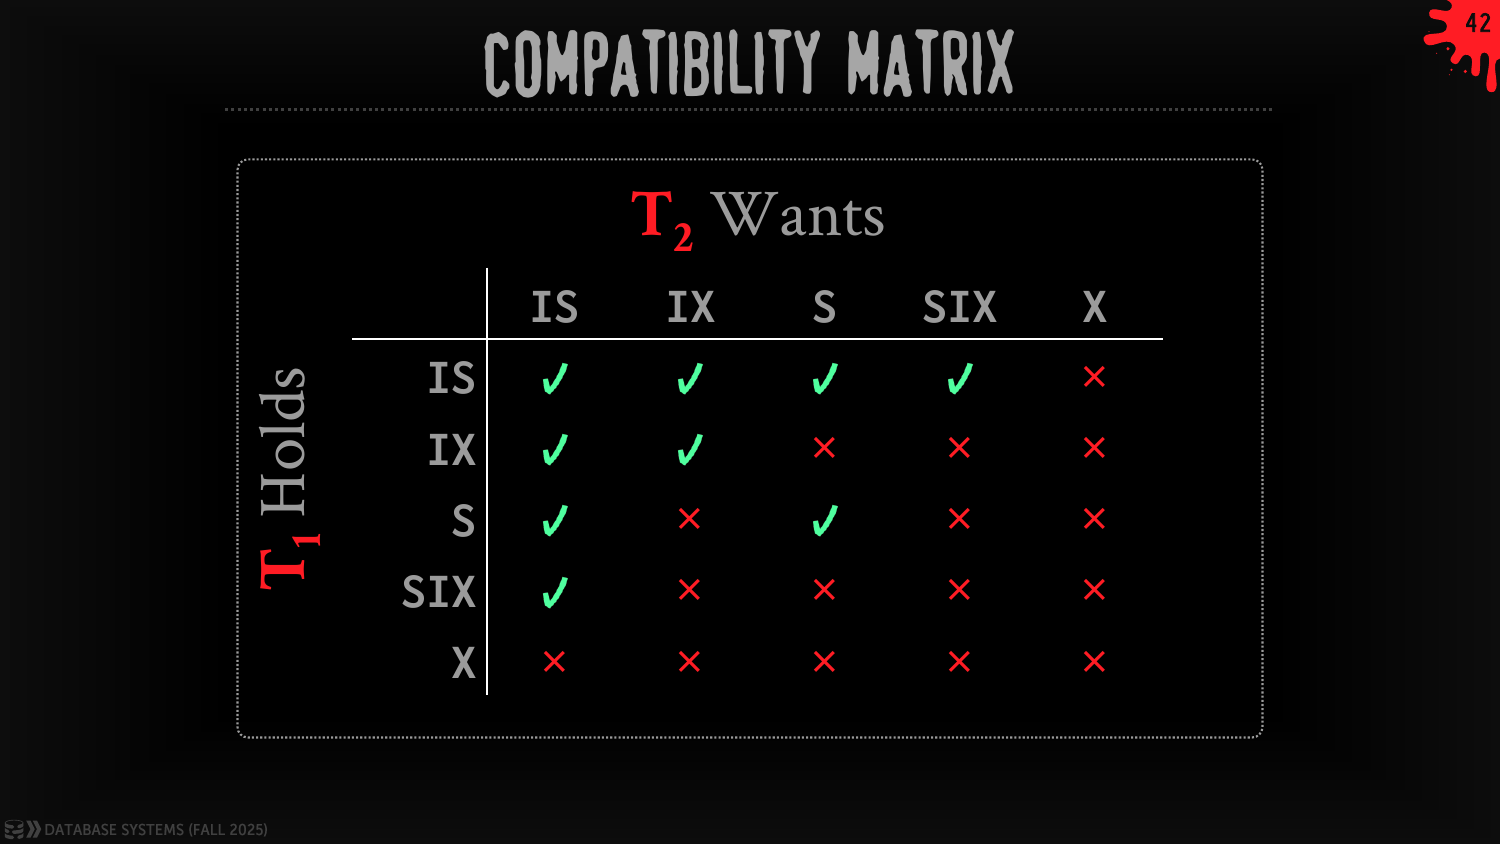 COMPATIBILITY MATRIX
42
T2 Wants
T1 Holds
IS IX S SIX X
IS ✓ ✓ ✓ ✓ ×
IX ✓ ✓ × × ×
S ✓ × ✓ × ×
SIX ✓ × × × ×
X × × × × ×
DATABASE SYSTEMS (FALL 2025)